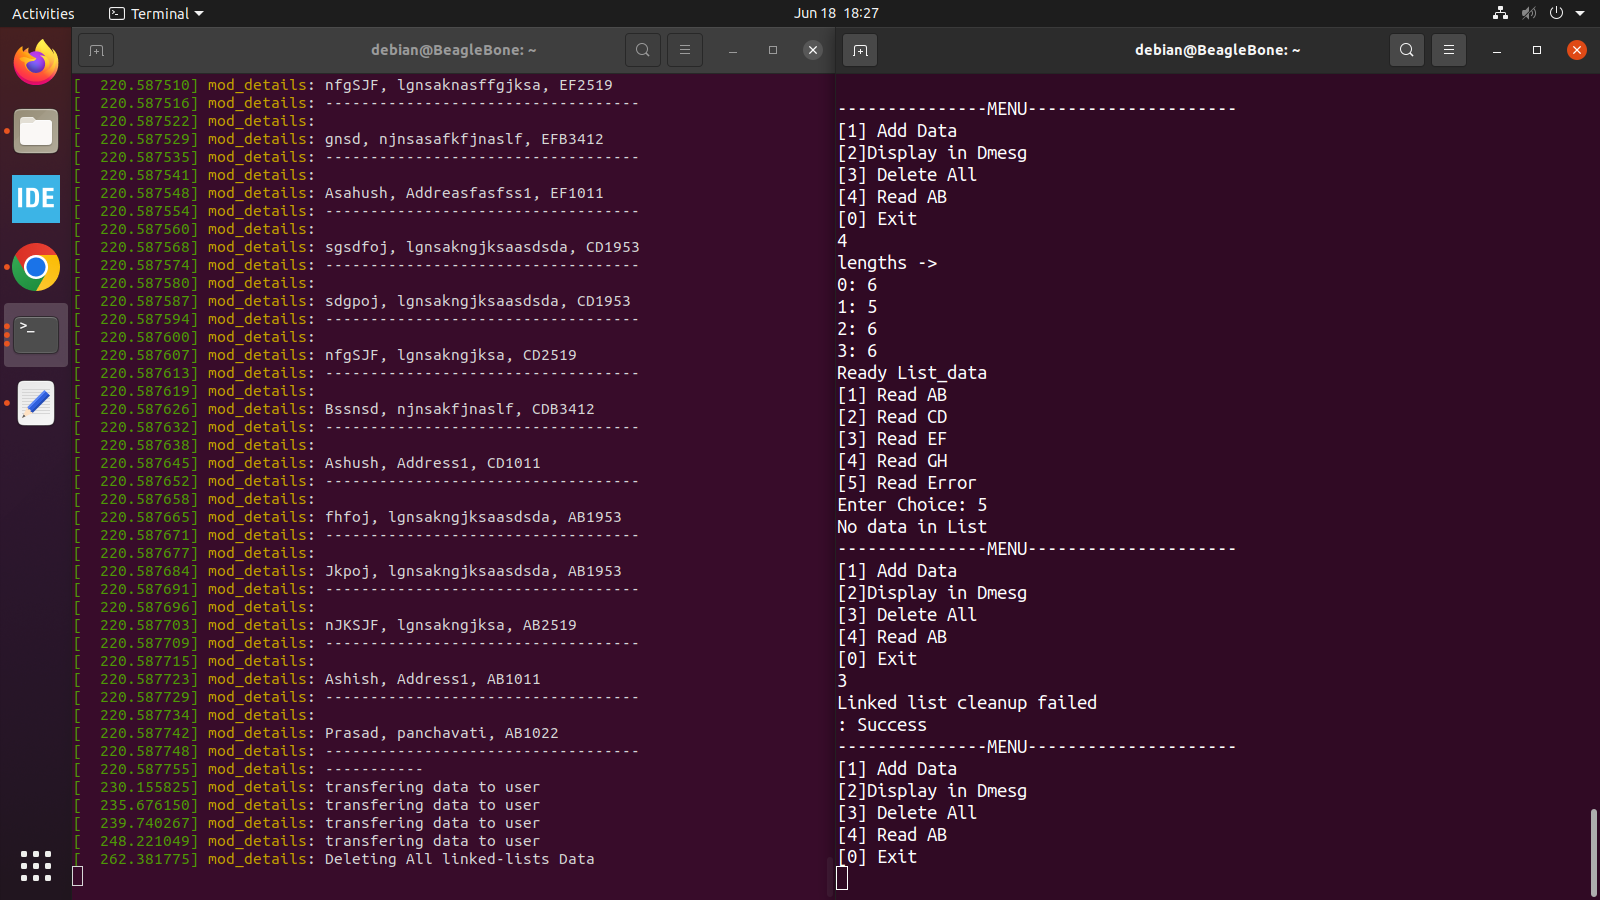 Activities
Terminal
Jun 18 18:27
debian@BeagleBone: ~
[  220.587510] mod_details: nfgSJF, lgnsaknasffgjksa, EF2519
[  220.587516] mod_details: -----------------------------------
[  220.587522] mod_details:
[  220.587529] mod_details: gnsd, njnsasafkfjnaslf, EFB3412
[  220.587535] mod_details: -----------------------------------
[  220.587541] mod_details:
[  220.587548] mod_details: Asahush, Addreasfasfss1, EF1011
[  220.587554] mod_details: -----------------------------------
[  220.587560] mod_details:
[  220.587568] mod_details: sgsdfoj, lgnsakngjksaasdsda, CD1953
[  220.587574] mod_details: -----------------------------------
[  220.587580] mod_details:
[  220.587587] mod_details: sdgpoj, lgnsakngjksaasdsda, CD1953
[  220.587594] mod_details: -----------------------------------
[  220.587600] mod_details:
[  220.587607] mod_details: nfgSJF, lgnsakngjksa, CD2519
[  220.587613] mod_details: -----------------------------------
[  220.587619] mod_details:
[  220.587626] mod_details: Bssnsd, njnsakfjnaslf, CDB3412
[  220.587632] mod_details: -----------------------------------
[  220.587638] mod_details:
[  220.587645] mod_details: Ashush, Address1, CD1011
[  220.587652] mod_details: -----------------------------------
[  220.587658] mod_details:
[  220.587665] mod_details: fhfoj, lgnsakngjksaasdsda, AB1953
[  220.587671] mod_details: -----------------------------------
[  220.587677] mod_details:
[  220.587684] mod_details: Jkpoj, lgnsakngjksaasdsda, AB1953
[  220.587691] mod_details: -----------------------------------
[  220.587696] mod_details:
[  220.587703] mod_details: nJKSJF, lgnsakngjksa, AB2519
[  220.587709] mod_details: -----------------------------------
[  220.587715] mod_details:
[  220.587723] mod_details: Ashish, Address1, AB1011
[  220.587729] mod_details: -----------------------------------
[  220.587734] mod_details:
[  220.587742] mod_details: Prasad, panchavati, AB1022
[  220.587748] mod_details: -----------------------------------
[  220.587755] mod_details: -----------
[  230.155825] mod_details: transfering data to user
[  235.676150] mod_details: transfering data to user
[  239.740267] mod_details: transfering data to user
[  248.221049] mod_details: transfering data to user
[  262.381775] mod_details: Deleting All linked-lists Data
debian@BeagleBone: ~
---------------MENU---------------------
[1] Add Data
[2]Display in Dmesg
[3] Delete All
[4] Read AB
[0] Exit
4
lengths ->
0: 6
1: 5
2: 6
3: 6
Ready List_data
[1] Read AB
[2] Read CD
[3] Read EF
[4] Read GH
[5] Read Error
Enter Choice: 5
No data in List
---------------MENU---------------------
[1] Add Data
[2]Display in Dmesg
[3] Delete All
[4] Read AB
[0] Exit
3
Linked list cleanup failed
: Success
---------------MENU---------------------
[1] Add Data
[2]Display in Dmesg
[3] Delete All
[4] Read AB
[0] Exit
IDE
>_